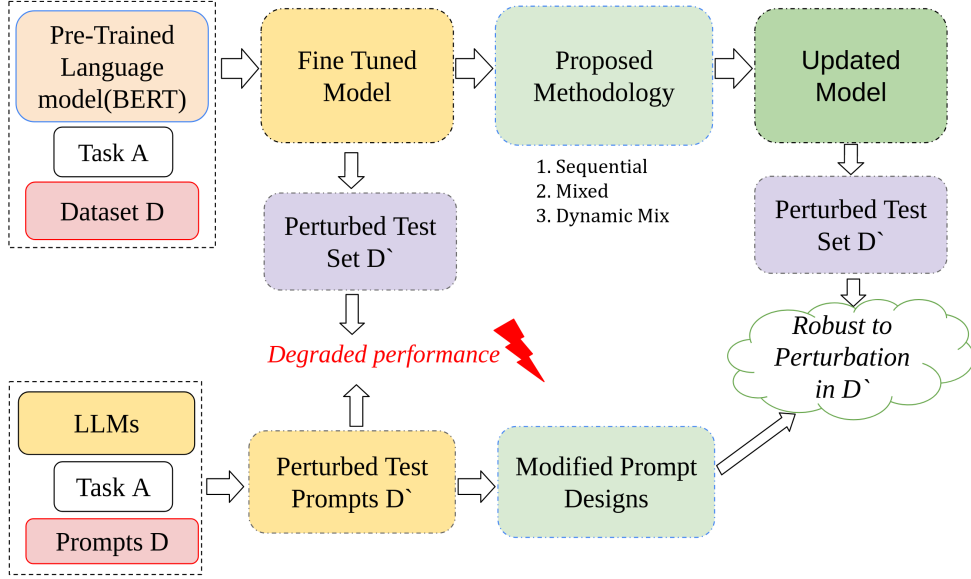 Pre-Trained
Language
model(BERT)
Task A
Dataset D
Fine Tuned
Model
Proposed
Methodology
1. Sequential
2. Mixed
3. Dynamic Mix
Updated
Model
Perturbed Test
Set D`
Perturbed Test
Set D`
Degraded performance
Robust to
Perturbation
in D`
LLMs
Task A
Prompts D
Perturbed Test
Prompts D`
Modified Prompt
Designs